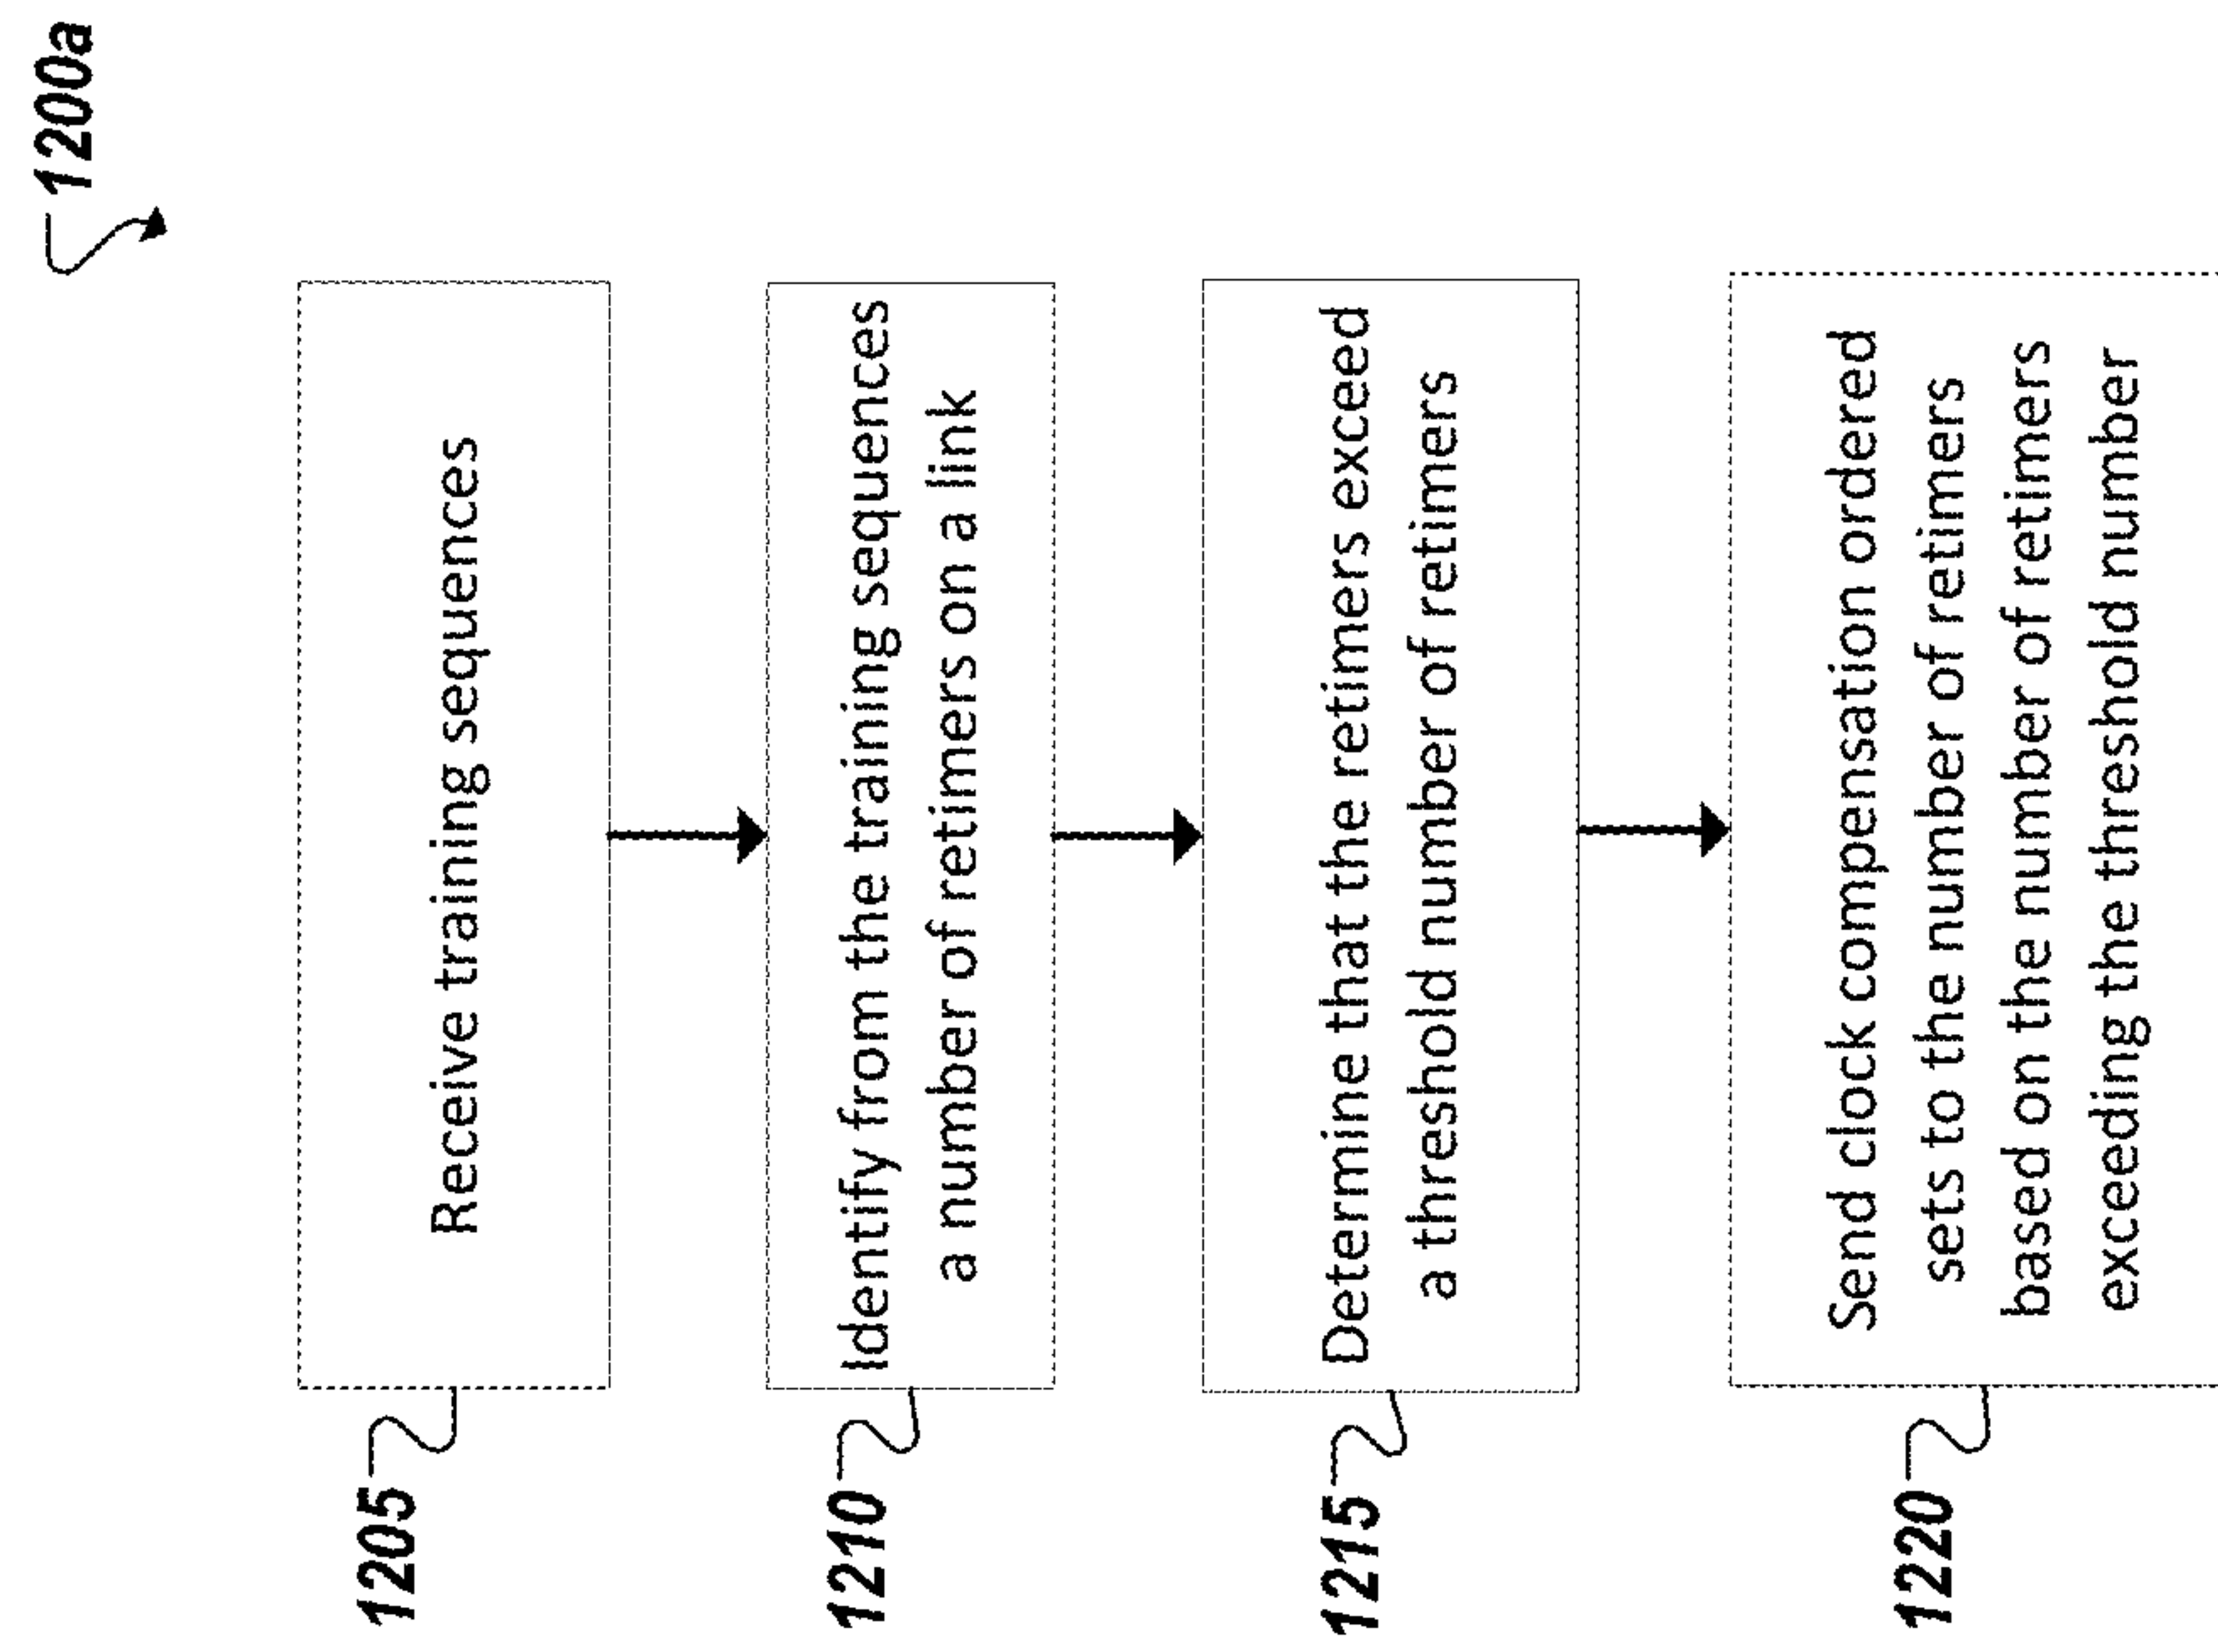 1200a
1205
Receive training sequences
1210
Identify from the training sequences
a number of retimers on a link
1215
Determine that the retimers exceed
a threshold number of retimers
1220
Send clock compensation ordered
sets to the number of retimers
based on the number of retimers
exceeding the threshold number